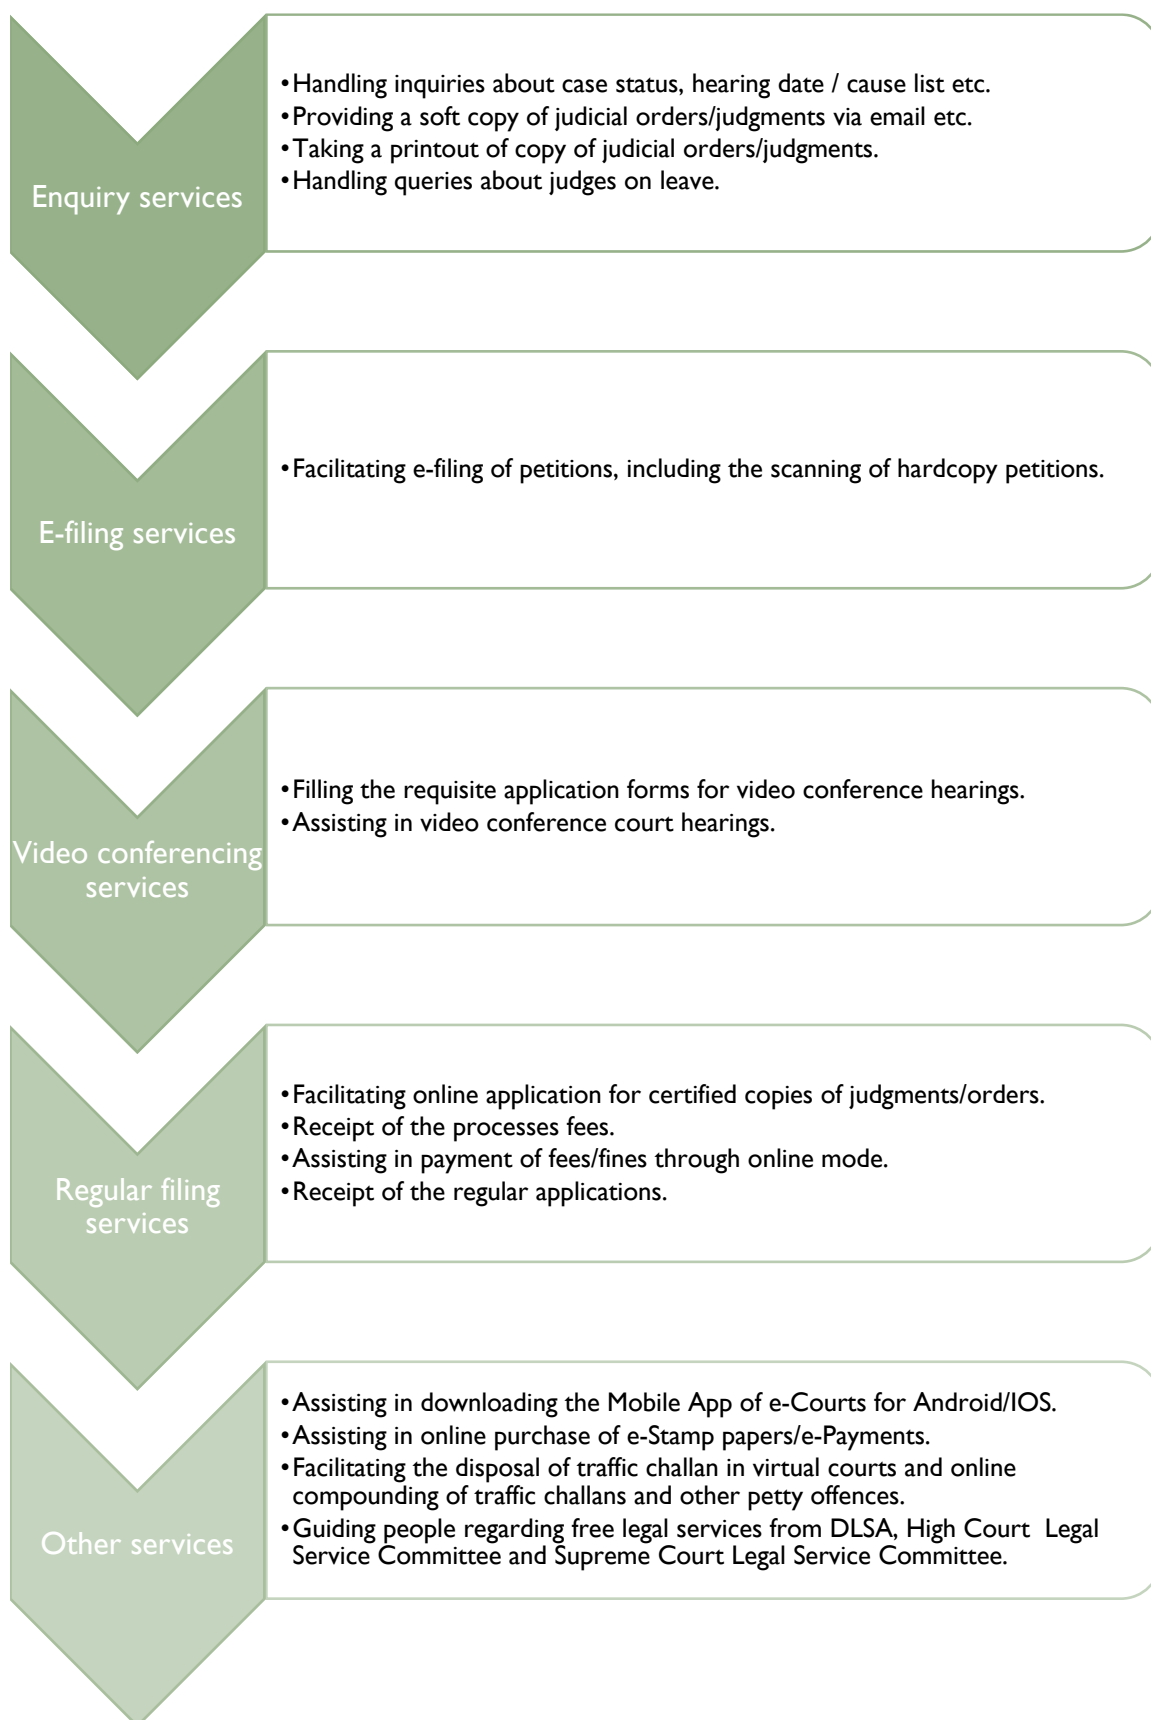 Enquiry services
•Handling inquiries about case status, hearing date / cause list etc.
•Providing a soft copy of judicial orders/judgments via email etc.
•Taking a printout of copy of judicial orders/judgments.
•Handling queries about judges on leave.
E-filing services
•Facilitating e-filing of petitions, including the scanning of hardcopy petitions.
Video conferencing
services
•Filling the requisite application forms for video conference hearings.
•Assisting in video conference court hearings.
Regular filing
services
•Facilitating online application for certified copies of judgments/orders.
•Receipt of the processes fees.
•Assisting in payment of fees/fines through online mode.
•Receipt of the regular applications.
Other services
•Assisting in downloading the Mobile App of e-Courts for Android/IOS.
•Assisting in online purchase of e-Stamp papers/e-Payments.
•Facilitating the disposal of traffic challan in virtual courts and online
compounding of traffic challans and other petty offences.
•Guiding people regarding free legal services from DLSA, High Court Legal
Service Committee and Supreme Court Legal Service Committee.